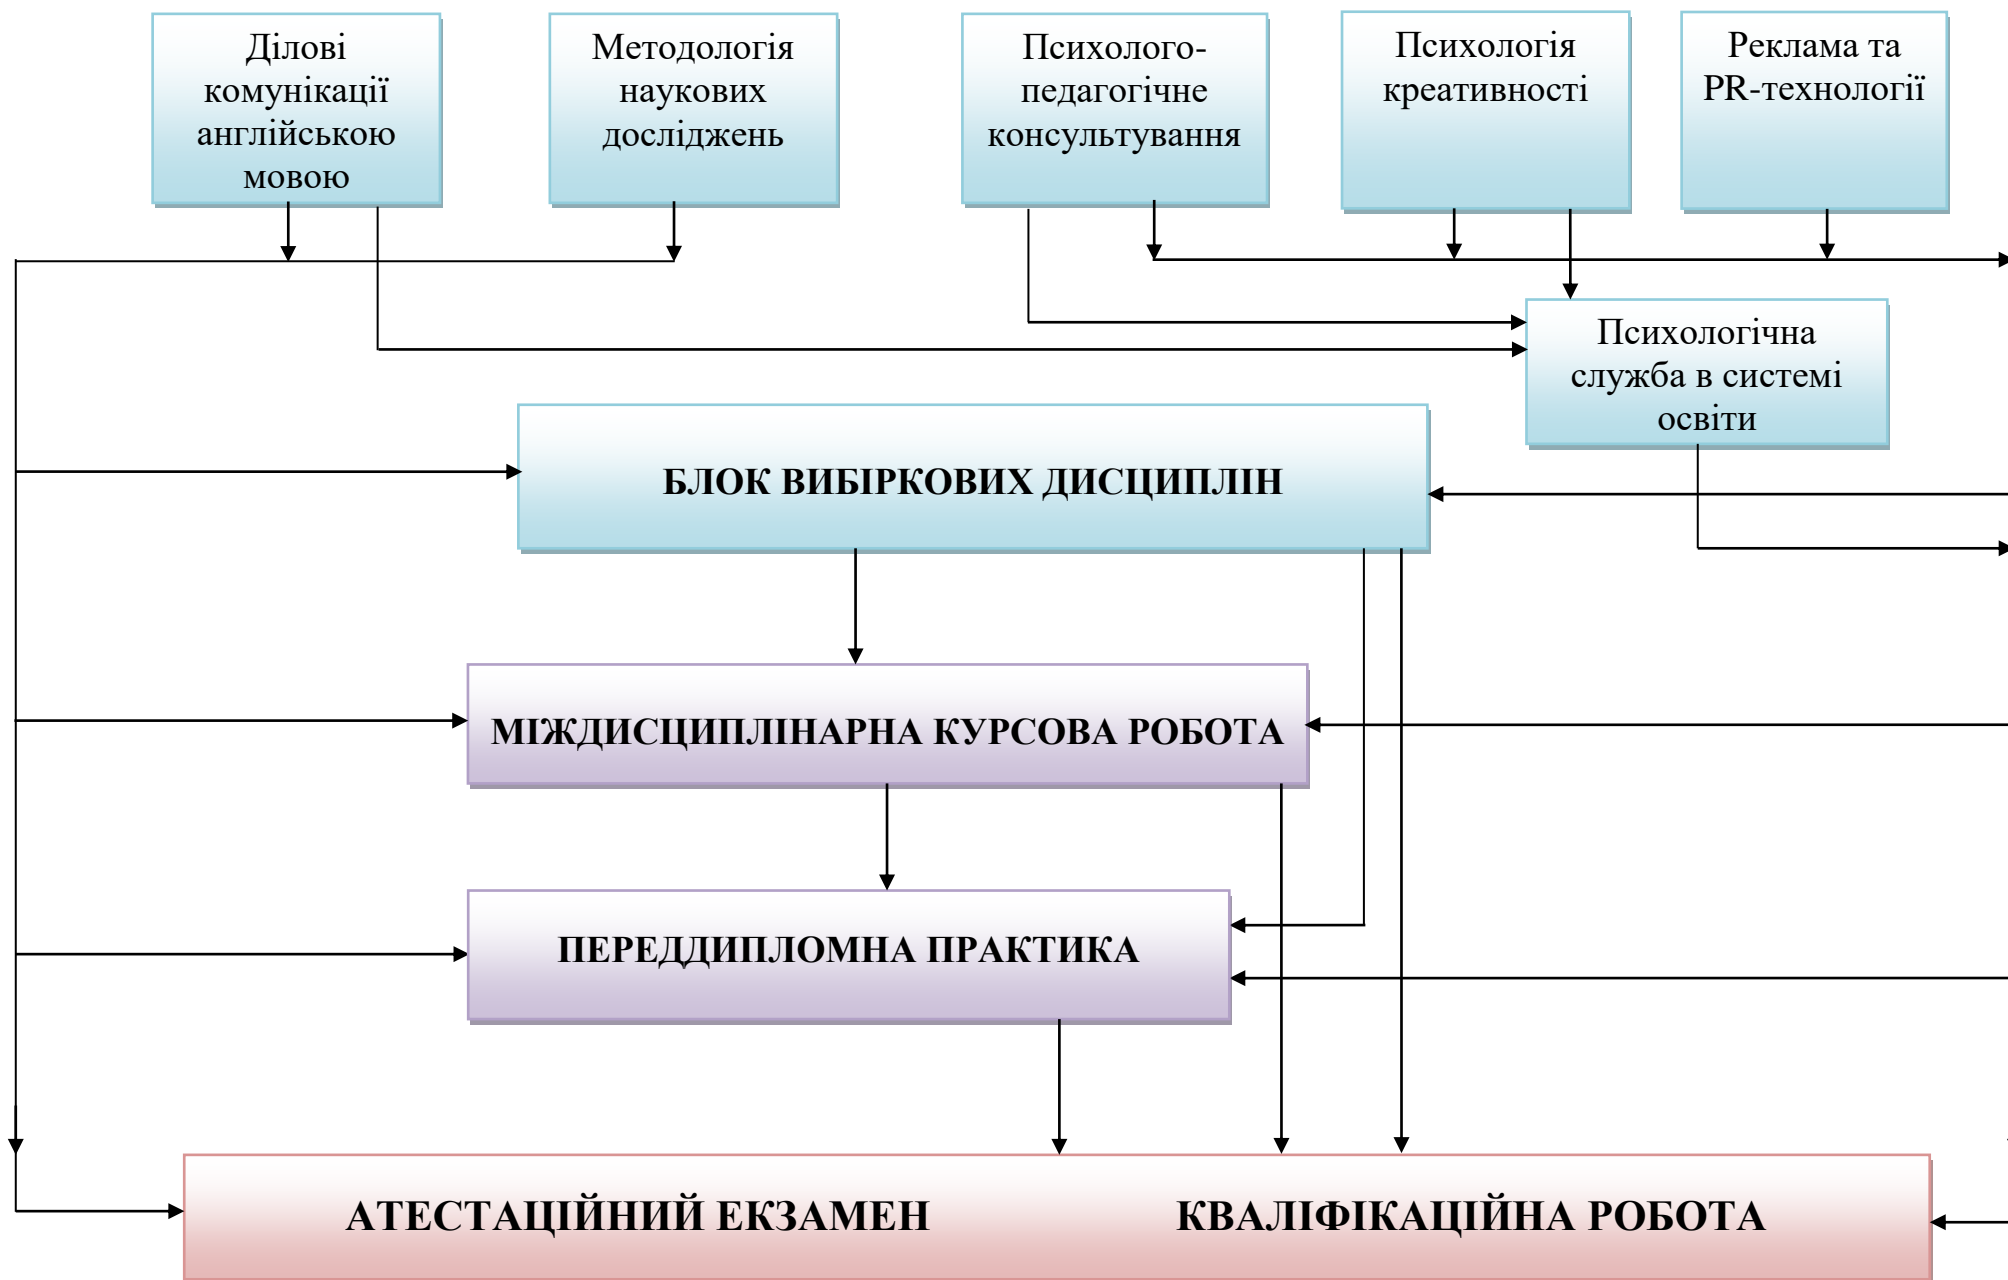 Ділові
комунікації
англійською
мовою
Методологія
наукових
досліджень
Психолого-
педагогічне
консультування
Психологія
креативності
Реклама та
PR-технології
Психологічна
служба в системі
освіти
БЛОК ВИБІРКОВИХ ДИСЦИПЛІН
МІЖДИСЦИПЛІНАРНА КУРСОВА РОБОТА
ПЕРЕДДИПЛОМНА ПРАКТИКА
АТЕСТАЦІЙНИЙ ЕКЗАМЕН КВАЛІФІКАЦІЙНА РОБОТА